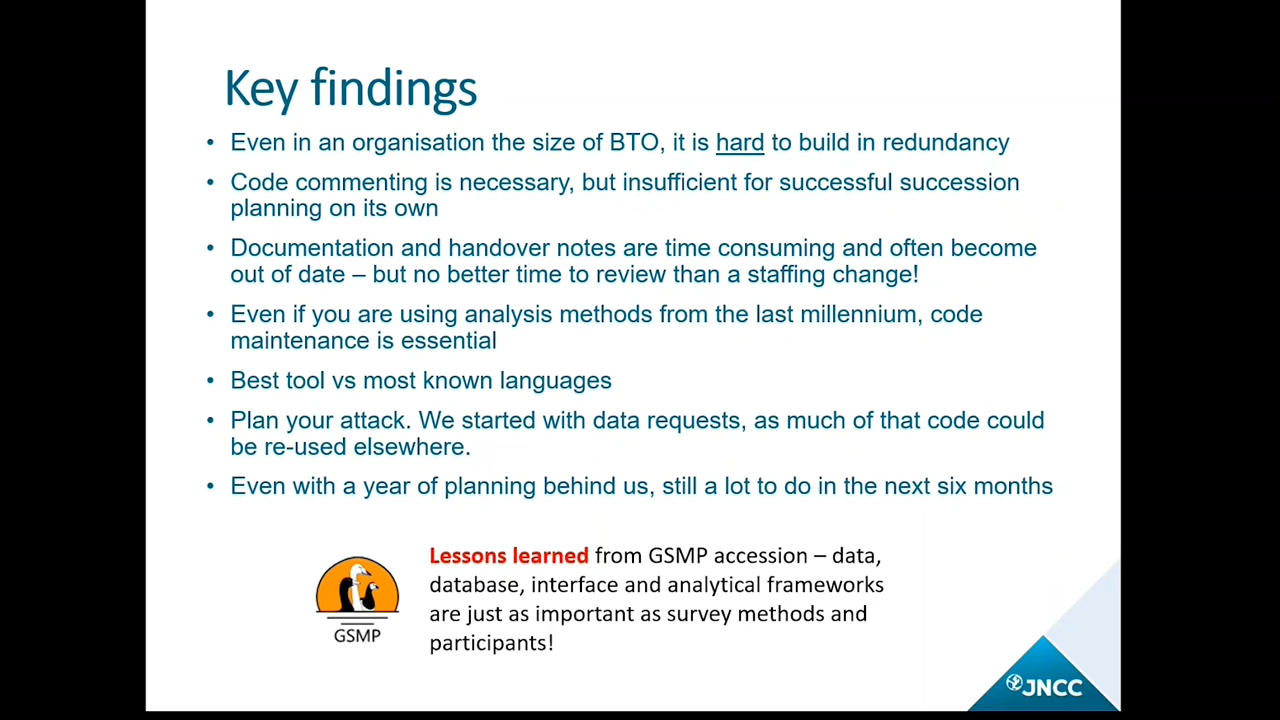 Key findings
• Even in an organisation the size of BTO, it is hard to build in redundancy
• Code commenting is necessary, but insufficient for successful succession
planning on its own
• Documentation and handover notes are time consuming and often become
out of date – but no better time to review than a staffing change!
• Even if you are using analysis methods from the last millennium, code
maintenance is essential
• Best tool vs most known languages
• Plan your attack. We started with data requests, as much of that code could
be re-used elsewhere.
• Even with a year of planning behind us, still a lot to do in the next six months
Lessons learned from GSMP accession – data,
database, interface and analytical frameworks
are just as important as survey methods and
participants!
GSMP
JNCC